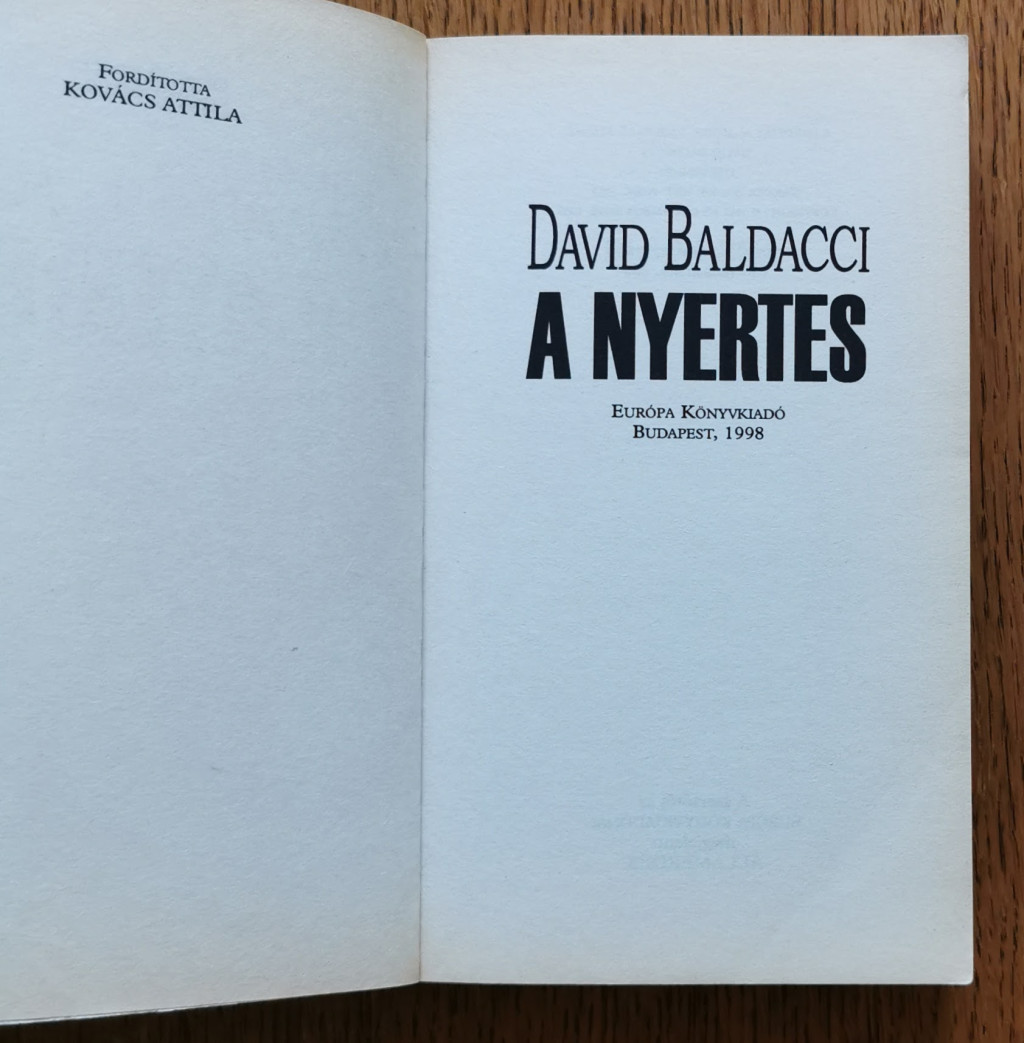 FORDÍTOTTA
KOVÁCS ATTILA
DAVID BALDACCI
A NYERTES
EURÓPA KÖNYVKIADÓ
BUDAPEST, 1998